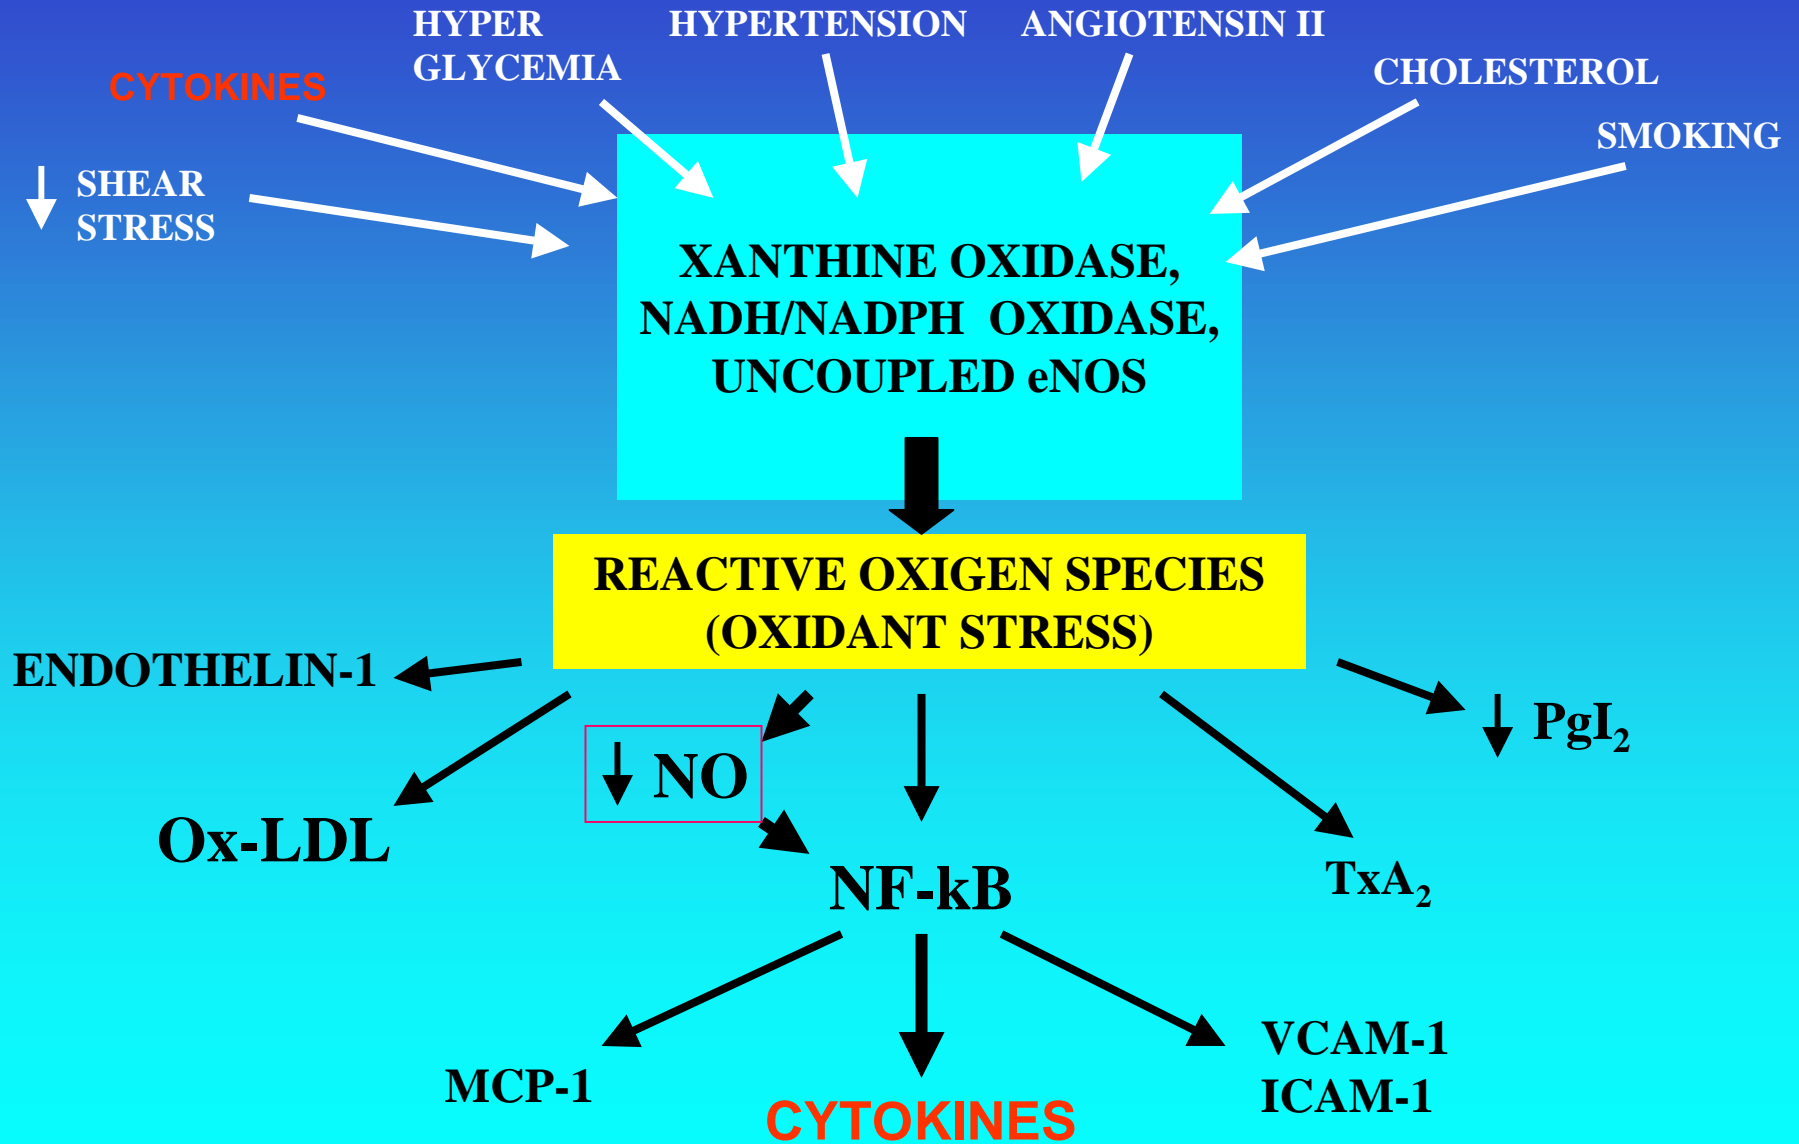 HYPER
GLYCEMIA
HYPERTENSION
ANGIOTENSIN II
CYTOKINES
CHOLESTEROL
SMOKING
SHEAR
STRESS
XANTHINE OXIDASE,
NADH/NADPH OXIDASE,
UNCOUPLED eNOS
REACTIVE OXIGEN SPECIES
(OXIDANT STRESS)
ENDOTHELIN-1
PgI₂
NO
Ox-LDL
NF-kB
TxA₂
MCP-1
CYTOKINES
VCAM-1
ICAM-1